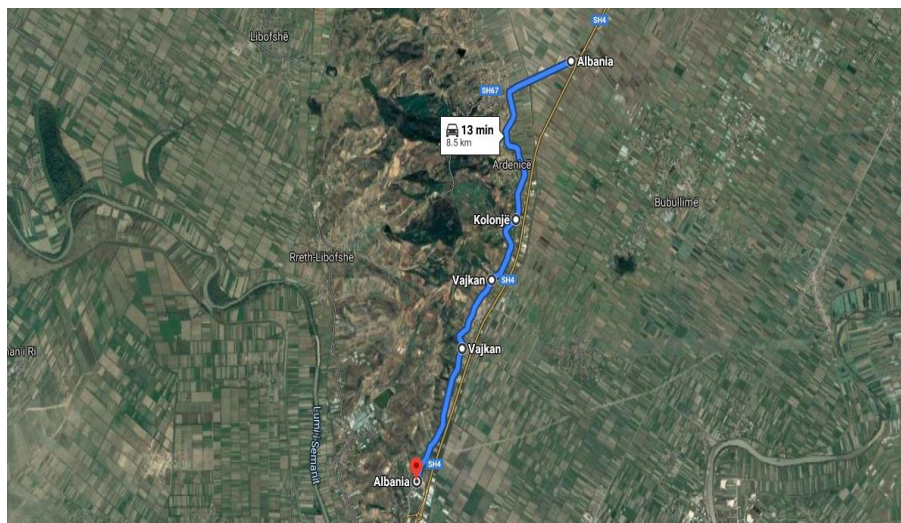 SH4
Libofshë
Albania
SH67
13 min
8.5 km
Ardenicë
Bubullimë
Kolonjë
Rreth-Libofshë
Vajkan
SH4
Vajkan
Lumi i Semanit
SH4
Albania